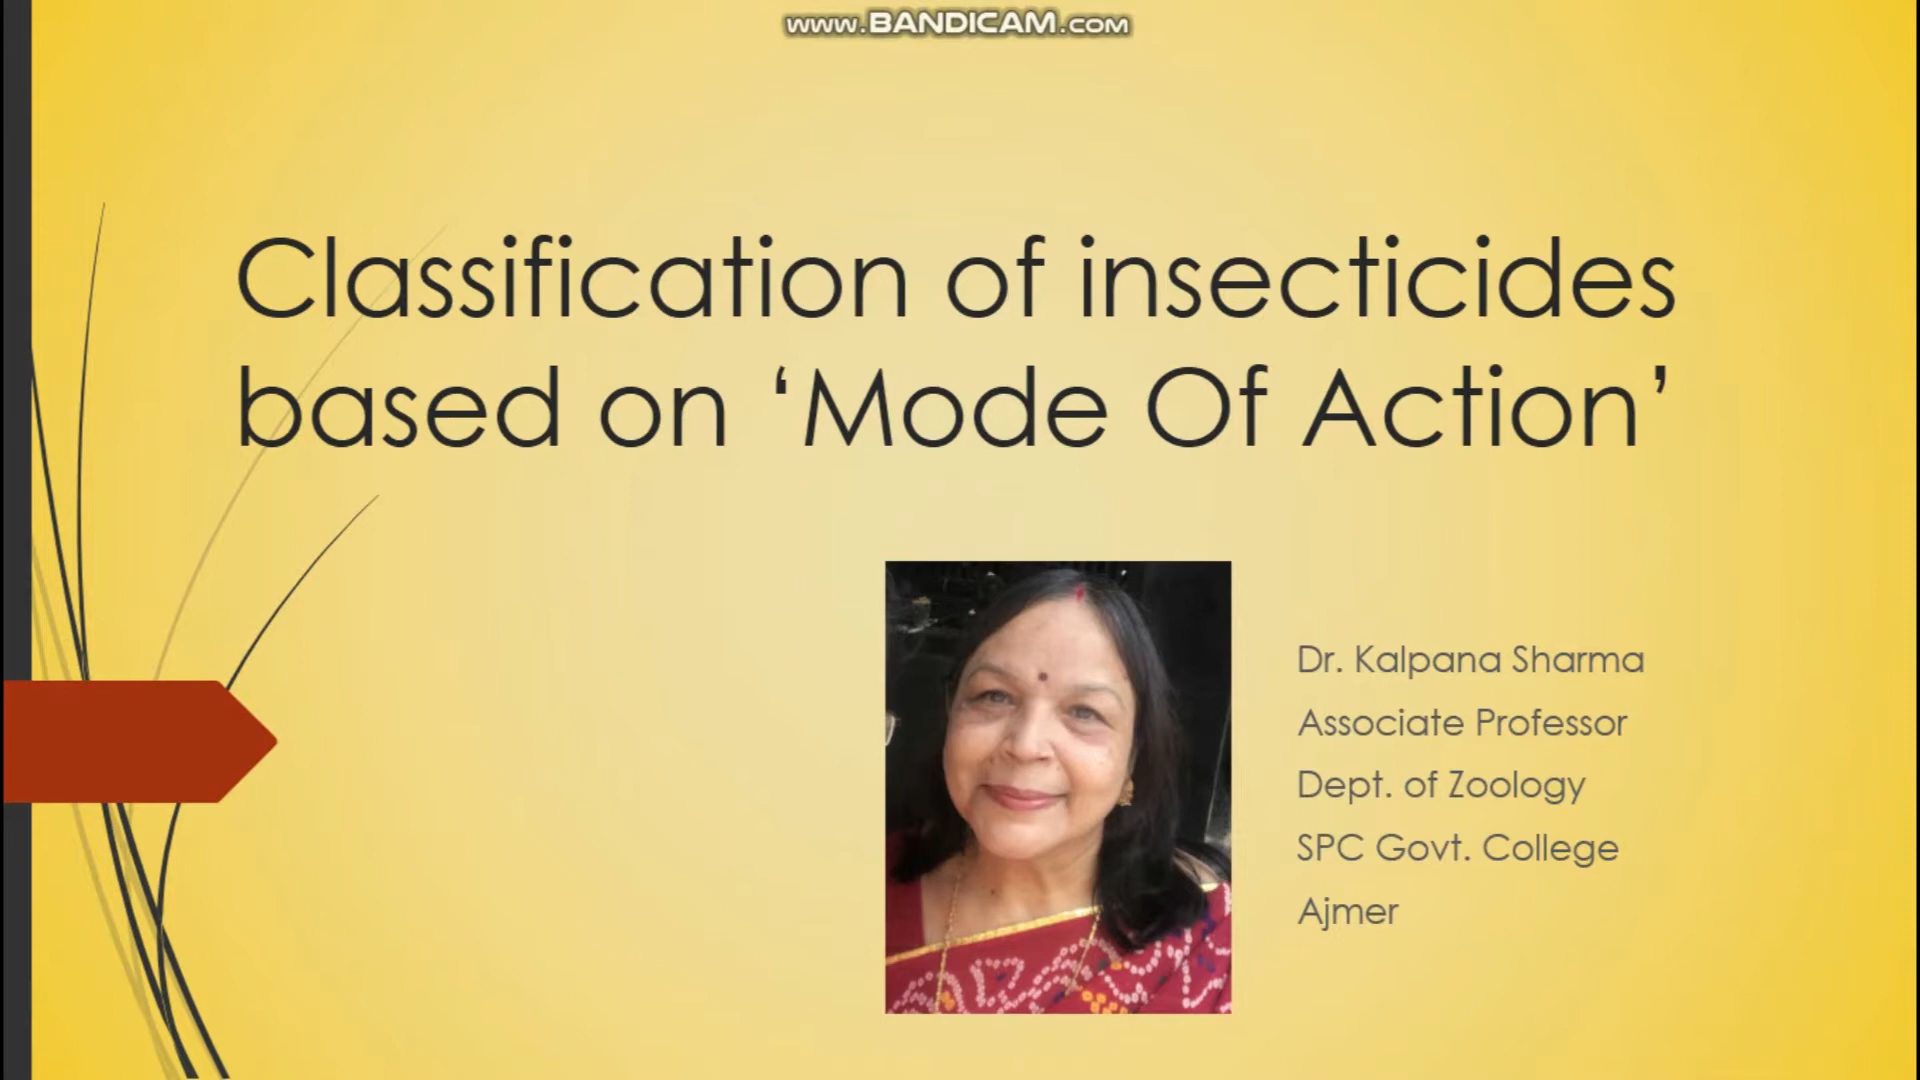 www.BANDICAM.com
Classification of insecticides
based on ‘Mode Of Action’
Dr. Kalpana Sharma
Associate Professor
Dept. of Zoology
SPC Govt. College
Ajmer